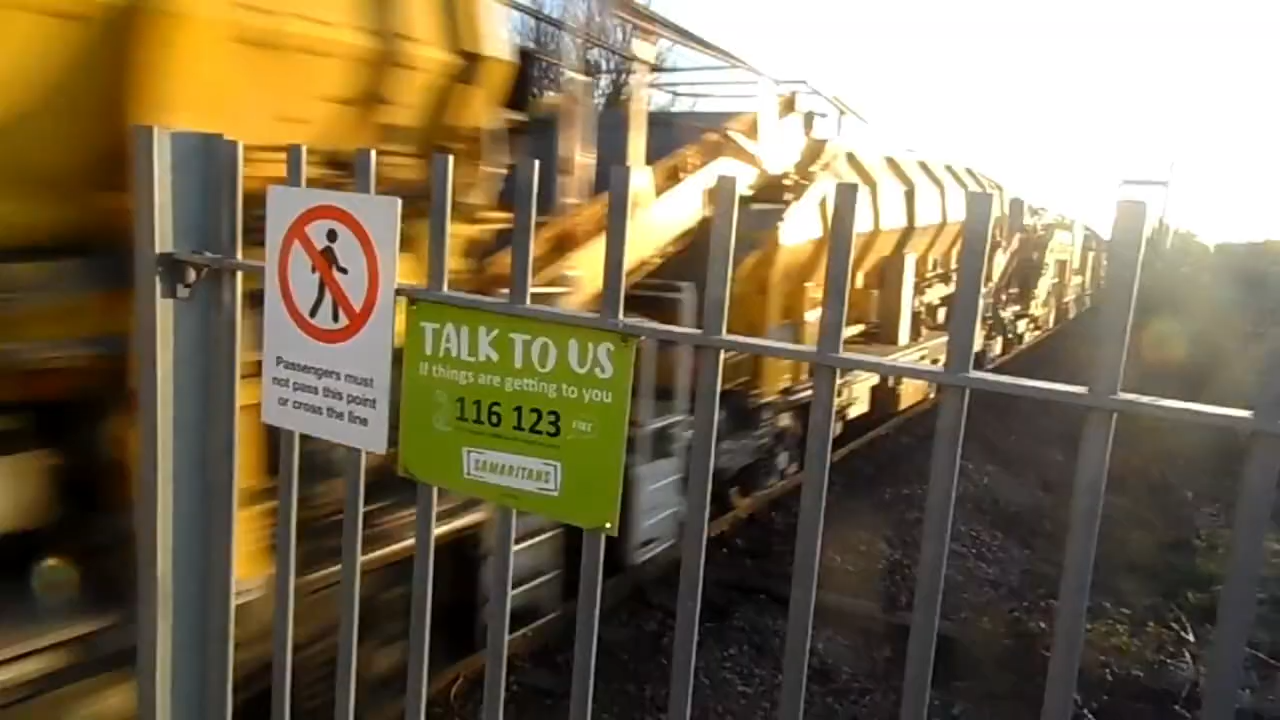 Passengers must
not pass this point
or cross the line
TALK TO US
If things are getting to you
116 123
FREE
SAMARITANS